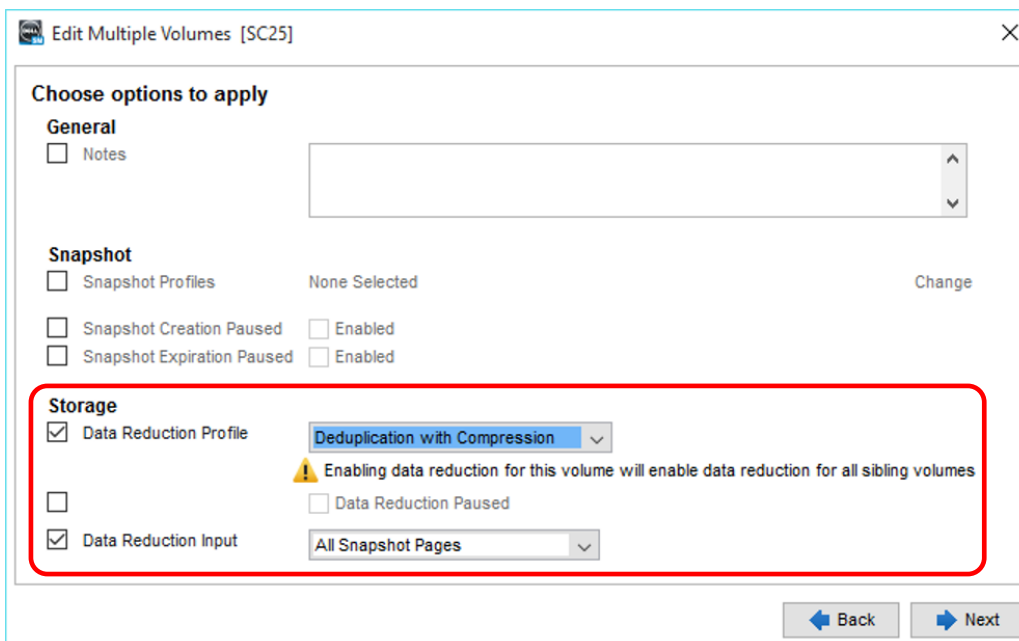 Edit Multiple Volumes [SC25]
Choose options to apply
General
Notes
Snapshot
Snapshot Profiles None Selected Change
Snapshot Creation Paused Enabled
Snapshot Expiration Paused Enabled
Storage
Data Reduction Profile Deduplication with Compression
Enabling data reduction for this volume will enable data reduction for all sibling volumes
Data Reduction Paused
Data Reduction Input All Snapshot Pages
Back Next